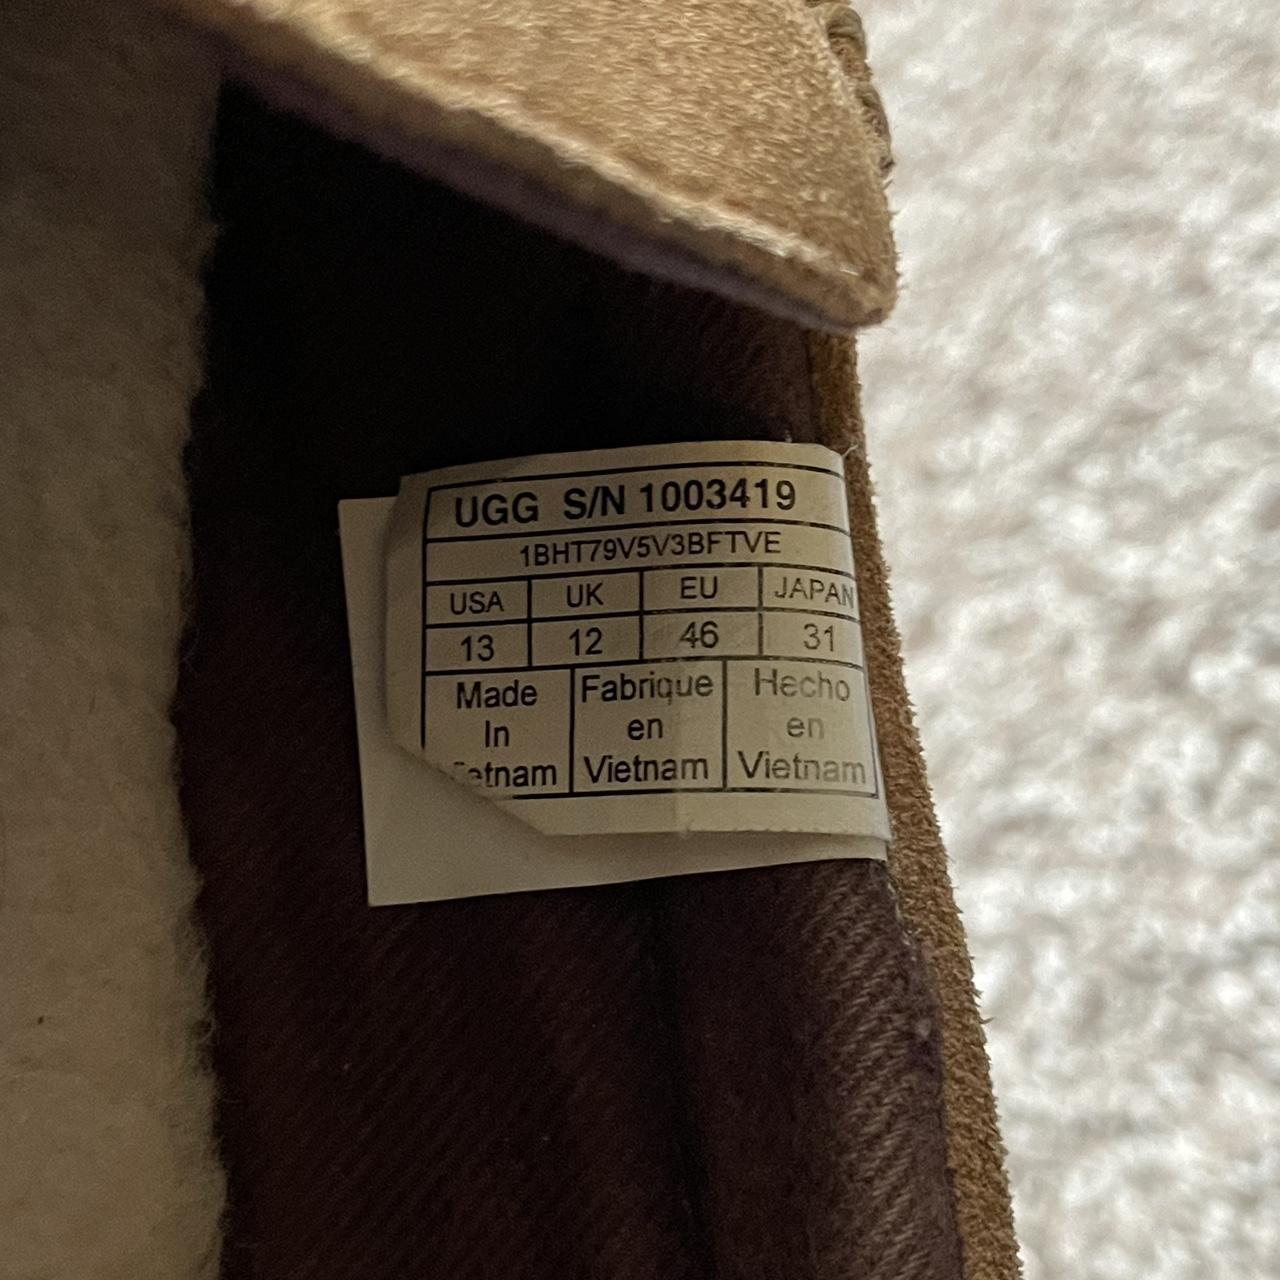 UGG S/N 1003419
1BHT79V5V3BFTVE
USA UK EU JAPAN
13 12 46 31
Made Fabrique Hecho
In en en
Vietnam Vietnam